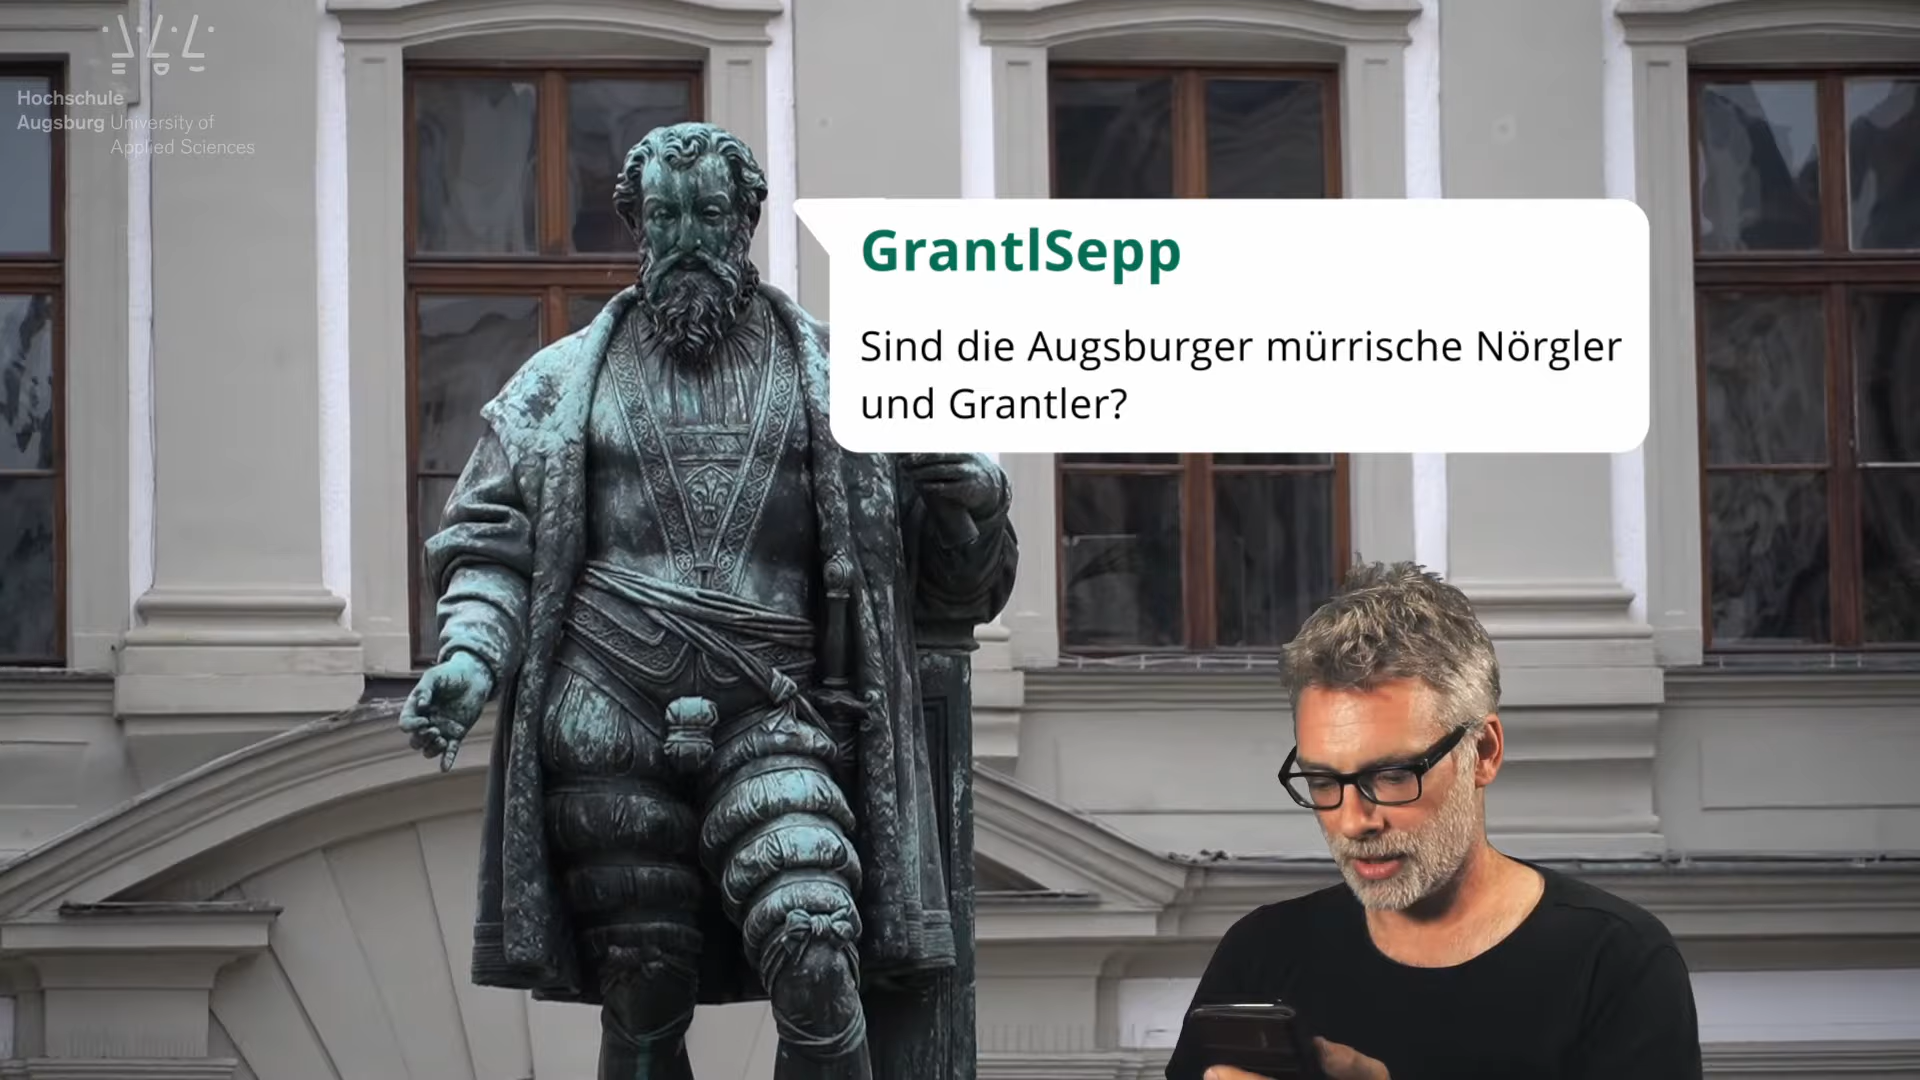 Hochschule
Augsburg University of
Applied Sciences
GrantlSepp
Sind die Augsburger mürrische Nörgler
und Grantler?